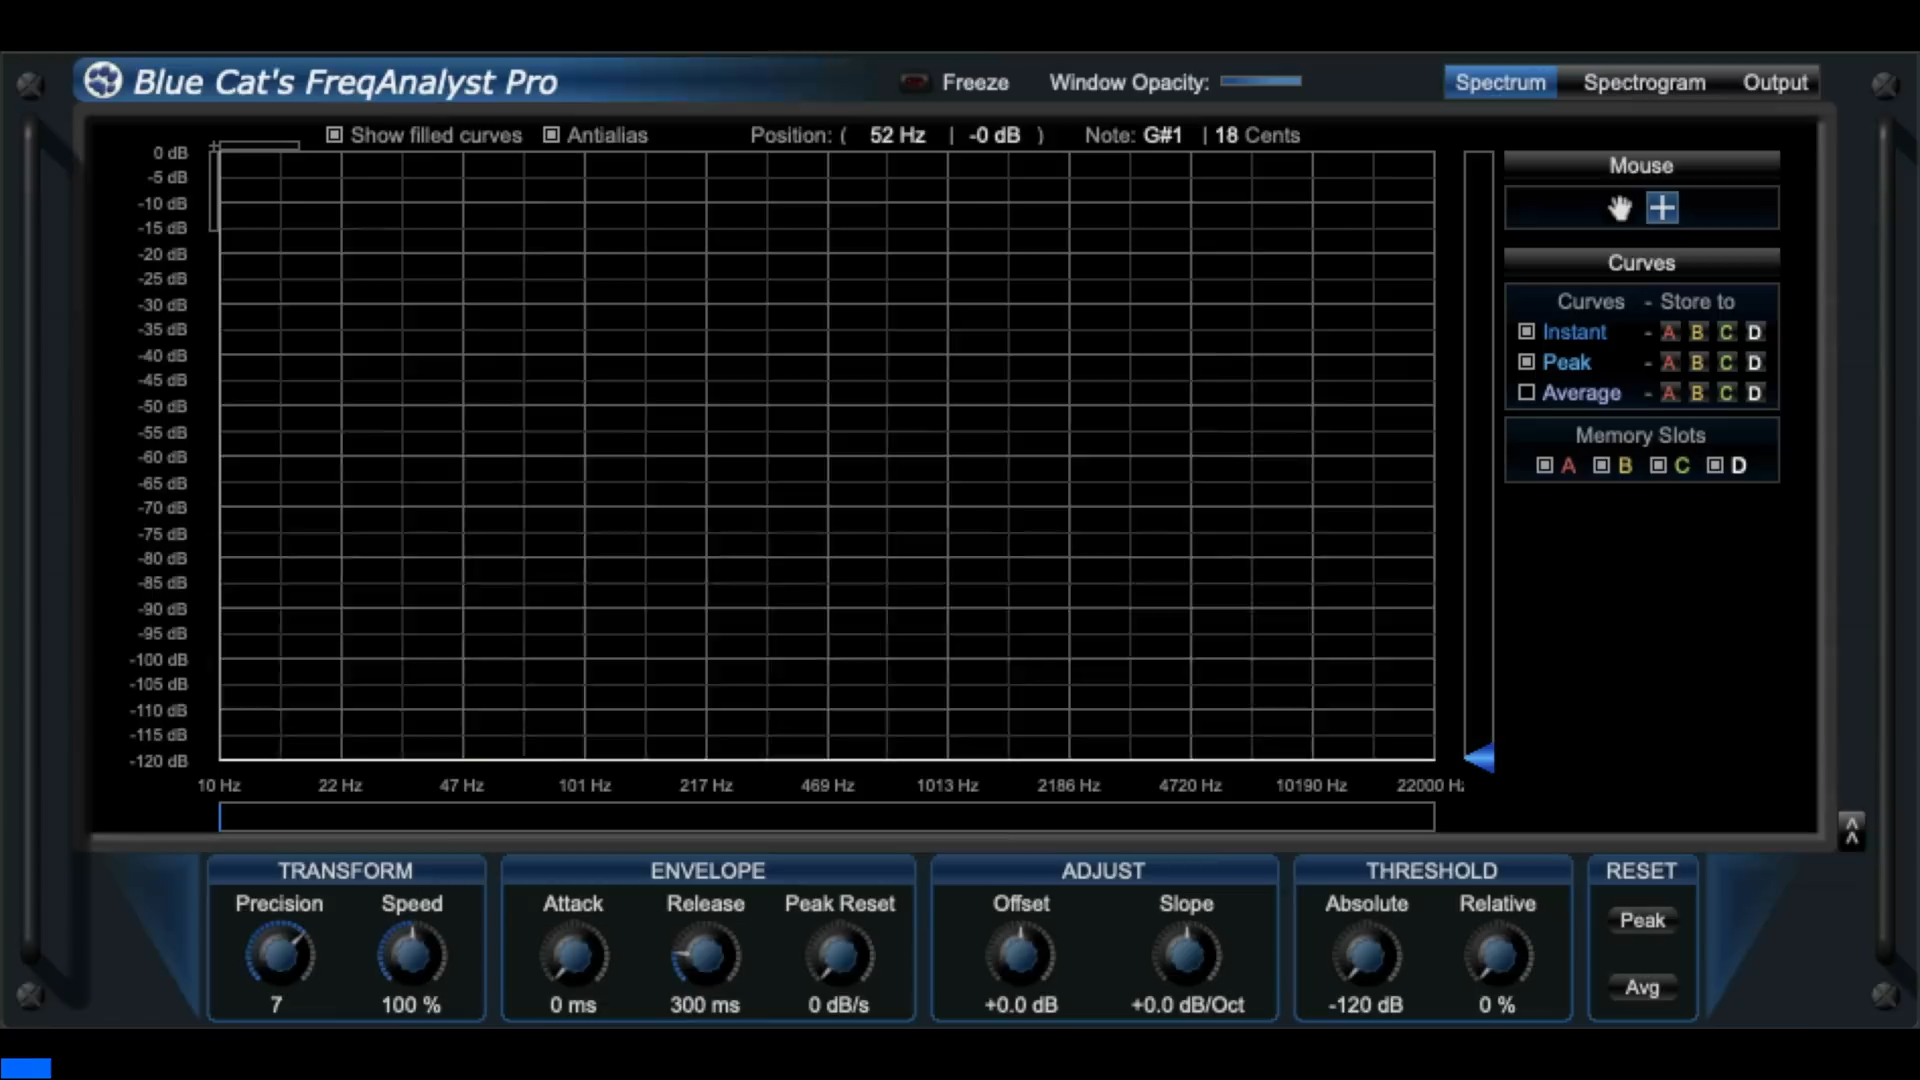 Blue Cat's FreqAnalyst Pro
Freeze
Window Opacity:
Spectrum
Spectrogram
Output
Show filled curves
Antialias
Position: ( 52 Hz | -0 dB )
Note: G#1 | 18 Cents
0 dB
-5 dB
-10 dB
-15 dB
-20 dB
-25 dB
-30 dB
-35 dB
-40 dB
-45 dB
-50 dB
-55 dB
-60 dB
-65 dB
-70 dB
-75 dB
-80 dB
-85 dB
-90 dB
-95 dB
-100 dB
-105 dB
-110 dB
-115 dB
-120 dB
10 Hz
22 Hz
47 Hz
101 Hz
217 Hz
469 Hz
1013 Hz
2186 Hz
4720 Hz
10190 Hz
22000 Hz
Mouse
Curves
Curves - Store to
Instant - A B C D
Peak - A B C D
Average - A B C D
Memory Slots
A B C D
TRANSFORM
Precision
Speed
7
100 %
ENVELOPE
Attack
Release
Peak Reset
0 ms
300 ms
0 dB/s
ADJUST
Offset
Slope
+0.0 dB
+0.0 dB/Oct
THRESHOLD
Absolute
Relative
-120 dB
0 %
RESET
Peak
Avg